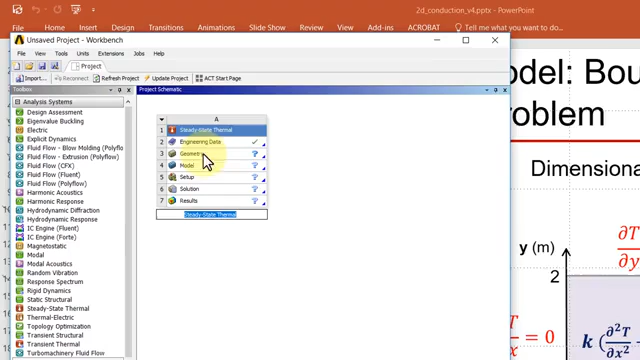 2d_conduction_v4.pptx - PowerPoint
File Home Insert Design Transitions Animations Slide Show Review View Add-ins ACROBAT Tell me what you want to do...
Unsaved Project - Workbench
File View Tools Units Extensions Jobs Help
Project
Import... Reconnect Refresh Project Update Project ACT Start Page
Toolbox
Project Schematic
Analysis Systems
Design Assessment
Eigenvalue Buckling
Electric
Explicit Dynamics
Fluid Flow - Blow Molding (Polyflow
Fluid Flow - Extrusion (Polyflow)
Fluid Flow (CFX)
Fluid Flow (Fluent)
Fluid Flow (Polyflow)
Harmonic Acoustics
Harmonic Response
Hydrodynamic Diffraction
Hydrodynamic Response
IC Engine (Fluent)
IC Engine (Forte)
Magnetostatic
Modal
Modal Acoustics
Random Vibration
Response Spectrum
Rigid Dynamics
Static Structural
Steady-State Thermal
Thermal-Electric
Topology Optimization
Transient Structural
Transient Thermal
Turbomachinery Fluid Flow
A
1 Steady-State Thermal
2 Engineering Data
3 Geometry
4 Model
5 Setup
6 Solution
7 Results
Steady-State Thermal
odel: Bou
roblem
Dimensiona
∂T
∂y
y (m)
2
= 0
k (∂²T
∂x²